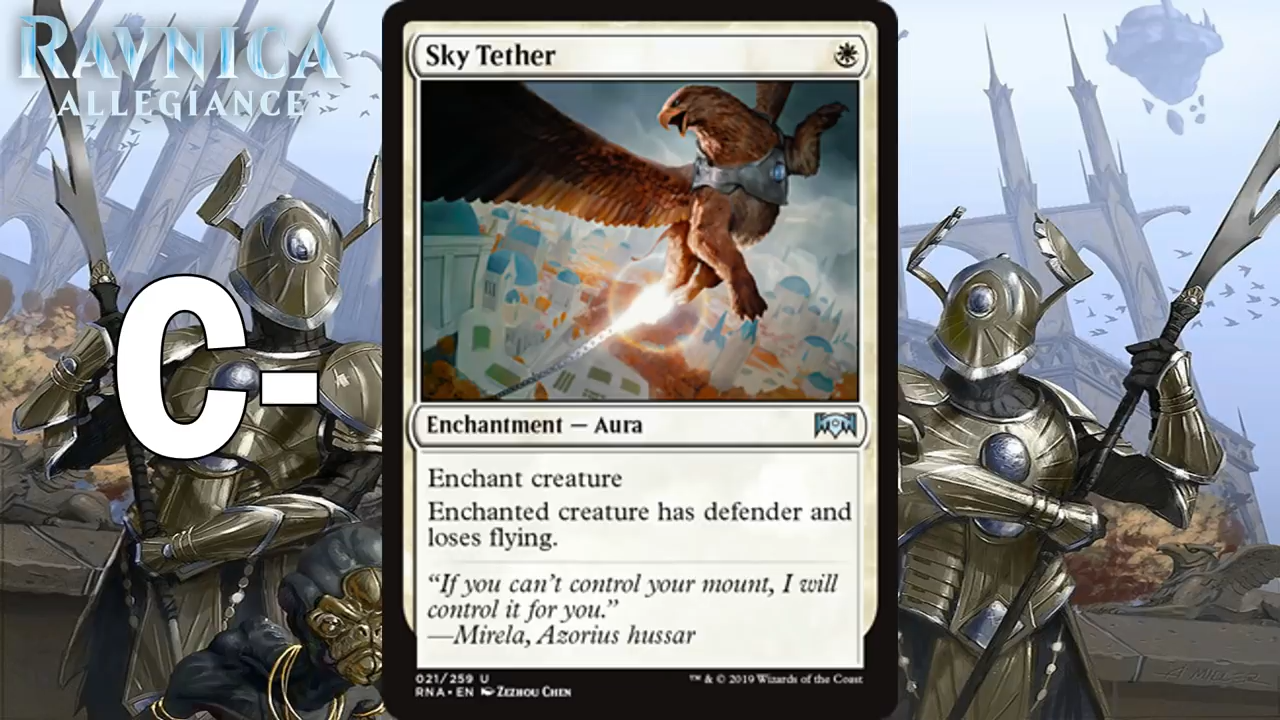 RAVNICA
ALLEGIANCE
C-
Sky Tether
Enchantment — Aura
Enchant creature
Enchanted creature has defender and
loses flying.
“If you can’t control your mount, I will
control it for you.”
—Mirela, Azorius hussar
021/259 U
RNA • EN Zezhou Chen
™ & © 2019 Wizards of the Coast
A MILLER